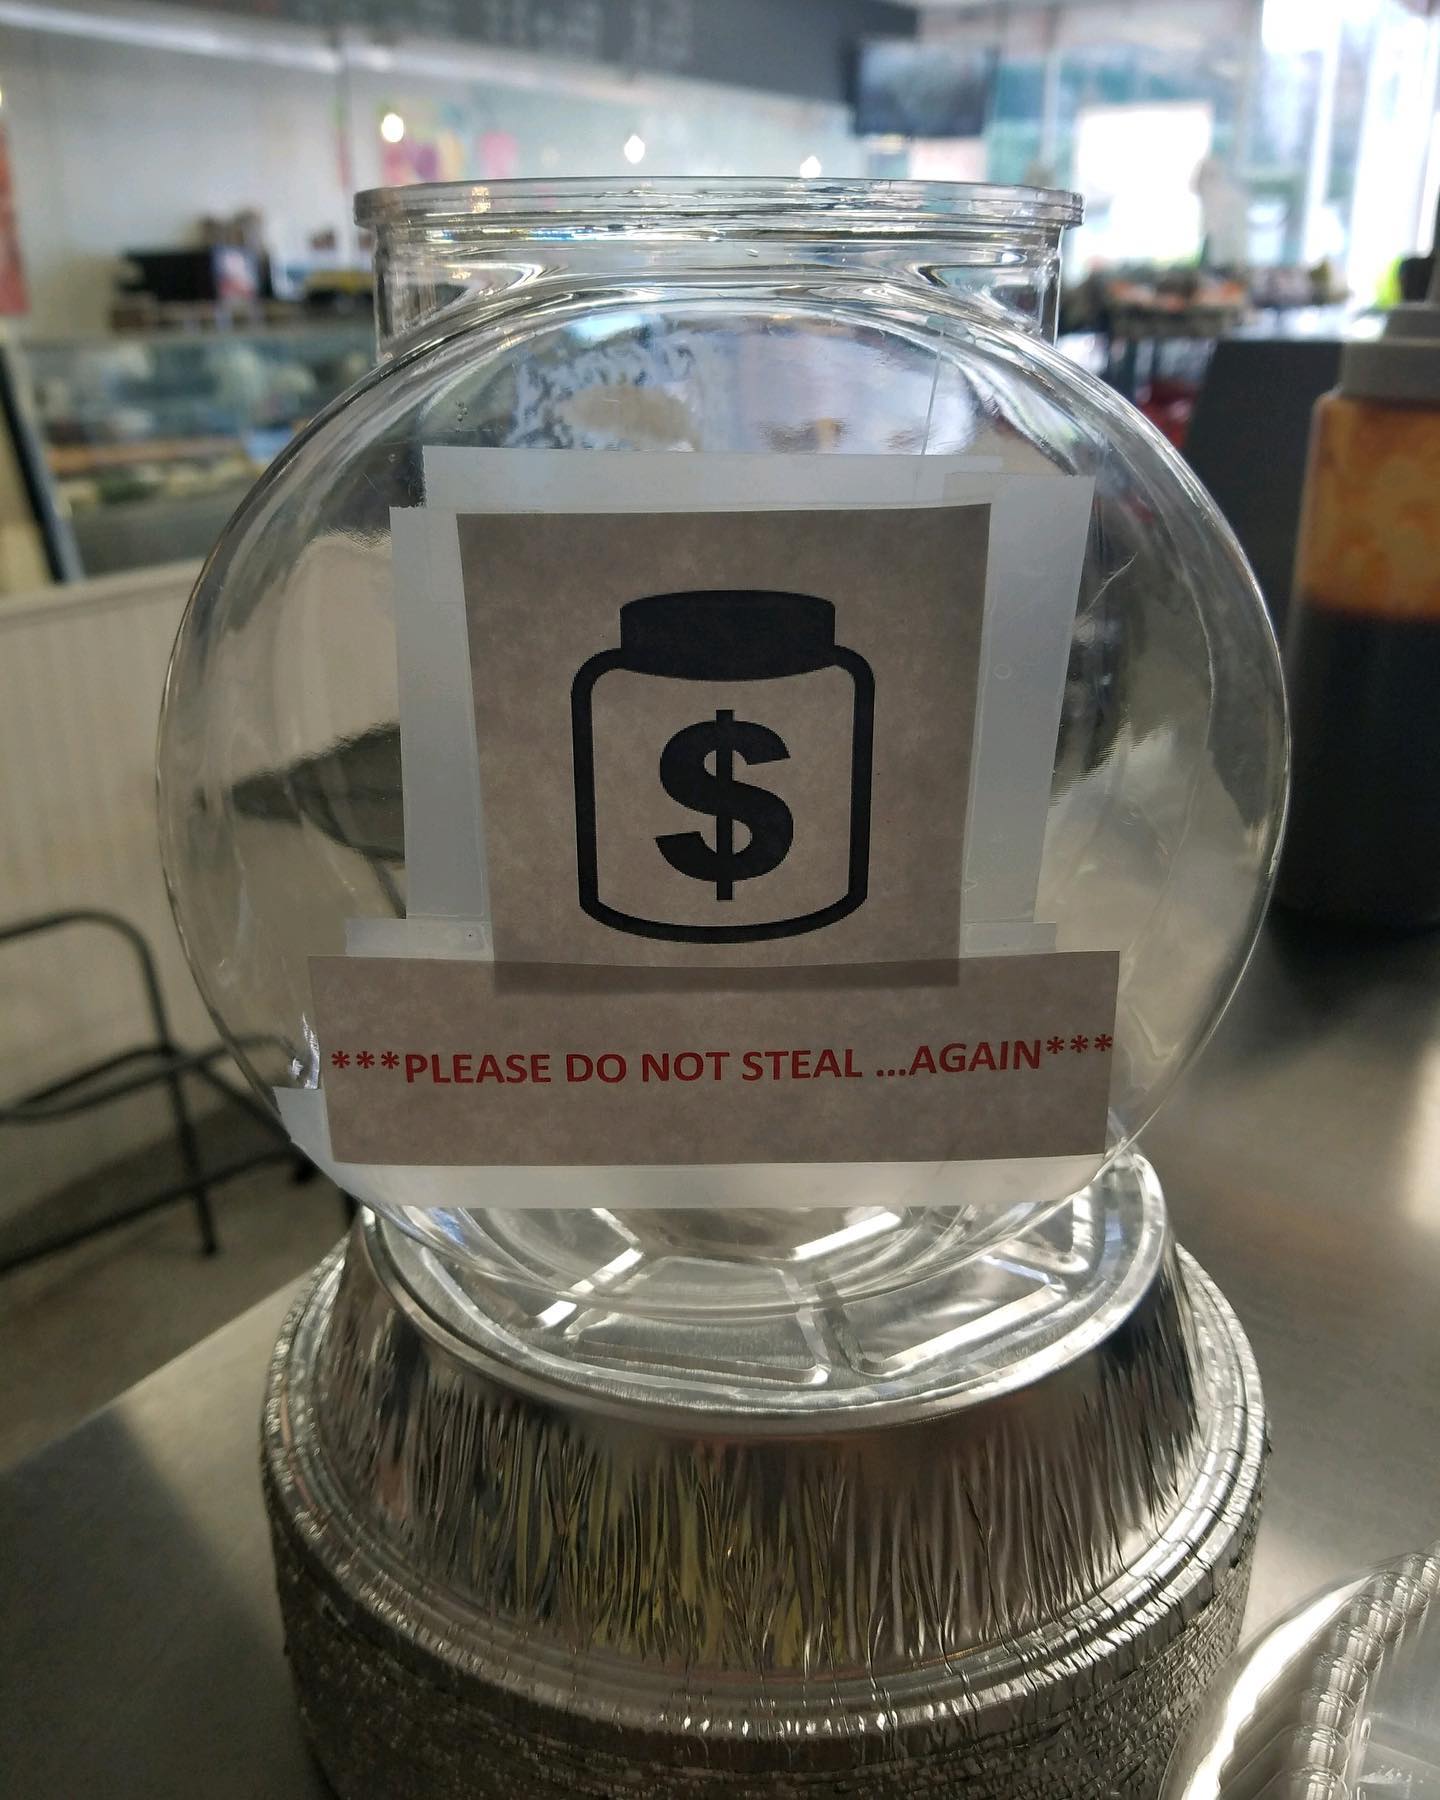 $
***PLEASE DO NOT STEAL ...AGAIN***